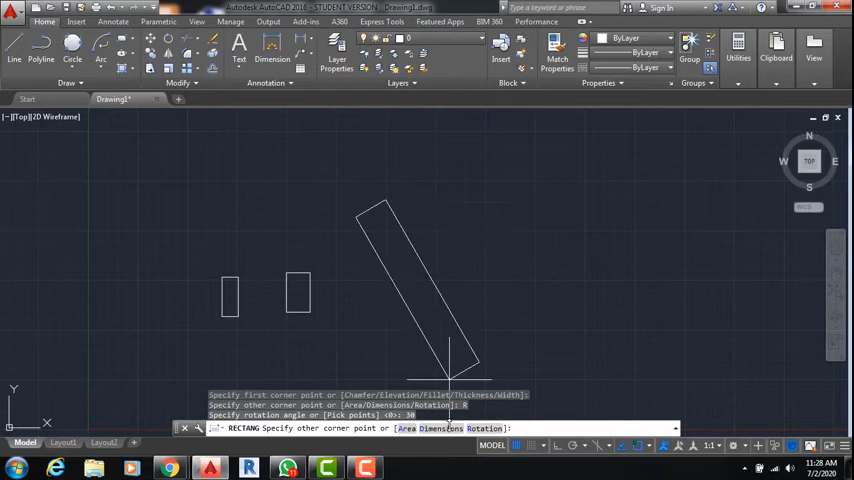 Autodesk AutoCAD 2016 - STUDENT VERSION Drawing1.dwg
Type a keyword or phrase
Sign In
Home Insert Annotate Parametric View Manage Output Add-ins A360 Express Tools Featured Apps BIM 360 Performance
Line Polyline Circle Arc
Text Dimension
Layer Properties
0
Insert
Match Properties
ByLayer
ByLayer
ByLayer
Group
Utilities
Clipboard
View
Draw Modify Annotation Layers Block Properties Groups
Start Drawing1*
[−][Top][2D Wireframe]
N
W TOP E
S
WCS
Specify first corner point or [Chamfer/Elevation/Fillet/Thickness/Width]:
Specify other corner point or [Area/Dimensions/Rotation]: R
Specify rotation angle or [Pick points] <0>: 30
RECTANG Specify other corner point or [Area Dimensions Rotation]:
Y
X
Model Layout1 Layout2
MODEL
1:1
11:28 AM
7/2/2020